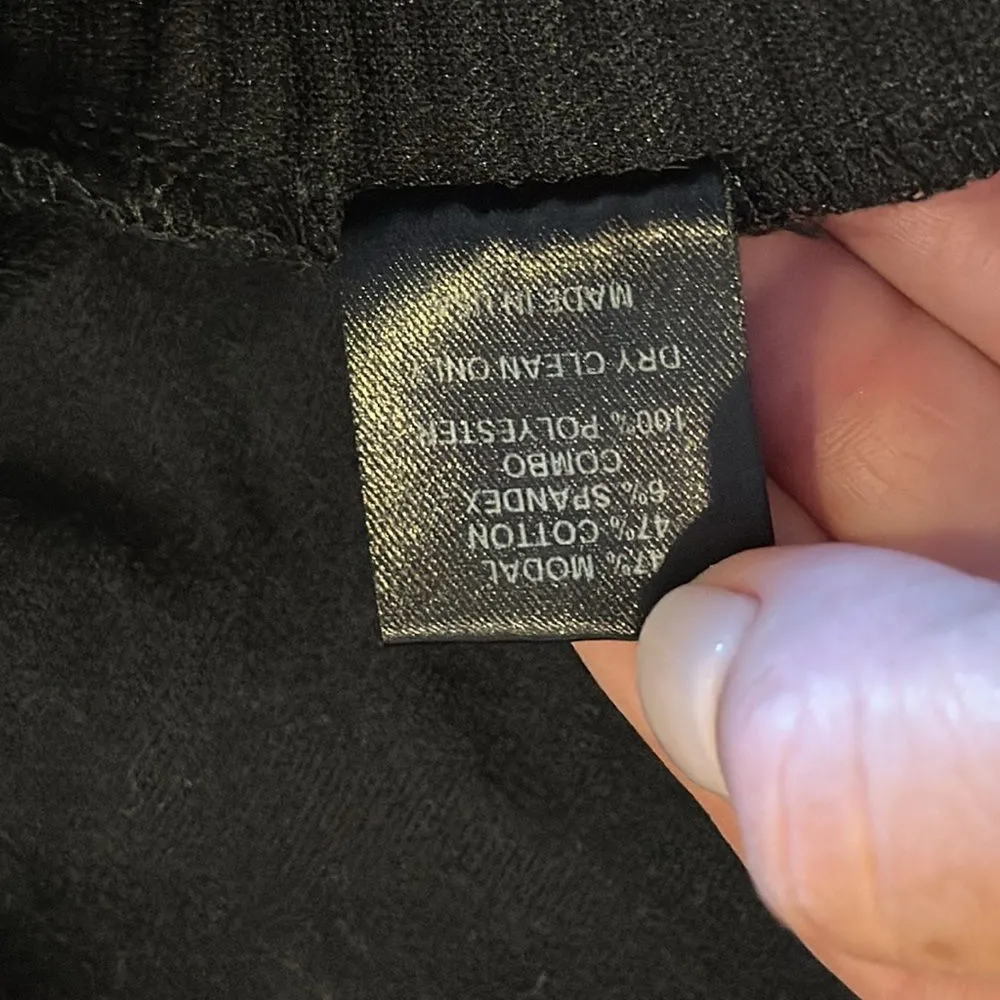 47% MODAL
47% COTTON
6% SPANDEX
COMBO
100% POLYESTER
DRY CLEAN ONLY
MADE IN